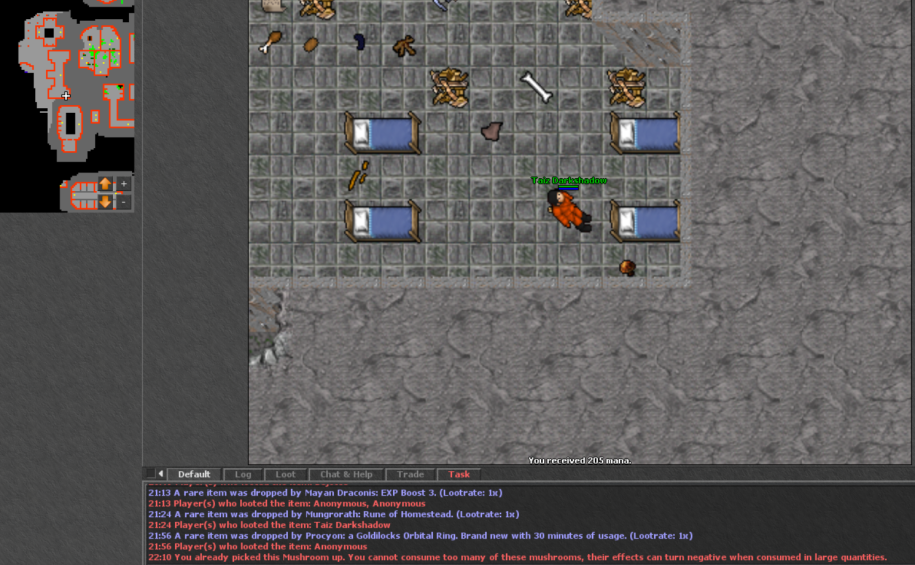 +
-
Taiz Darkshadow
You received 205 mana.
Default Log Loot Chat & Help Trade Task
21:13 A rare item was dropped by Mayan Draconis: EXP Boost 3. (Lootrate: 1x)
21:13 Player(s) who looted the item: Anonymous, Anonymous
21:24 A rare item was dropped by Mungrorath: Rune of Homestead. (Lootrate: 1x)
21:24 Player(s) who looted the item: Taiz Darkshadow
21:56 A rare item was dropped by Procyon: a Goldilocks Orbital Ring. Brand new with 30 minutes of usage. (Lootrate: 1x)
21:56 Player(s) who looted the item: Anonymous
22:10 You already picked this Mushroom up. You cannot consume too many of these mushrooms, their effects can turn negative when consumed in large quantities.